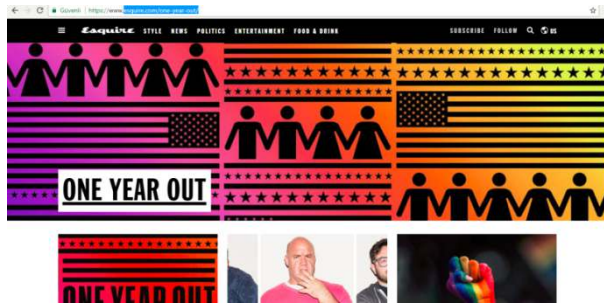 Güvenli | https://www.esquire.com/one-year-out/
Esquire STYLE NEWS POLITICS ENTERTAINMENT FOOD & DRINK SUBSCRIBE FOLLOW US
ONE YEAR OUT
ONE YEAR OUT